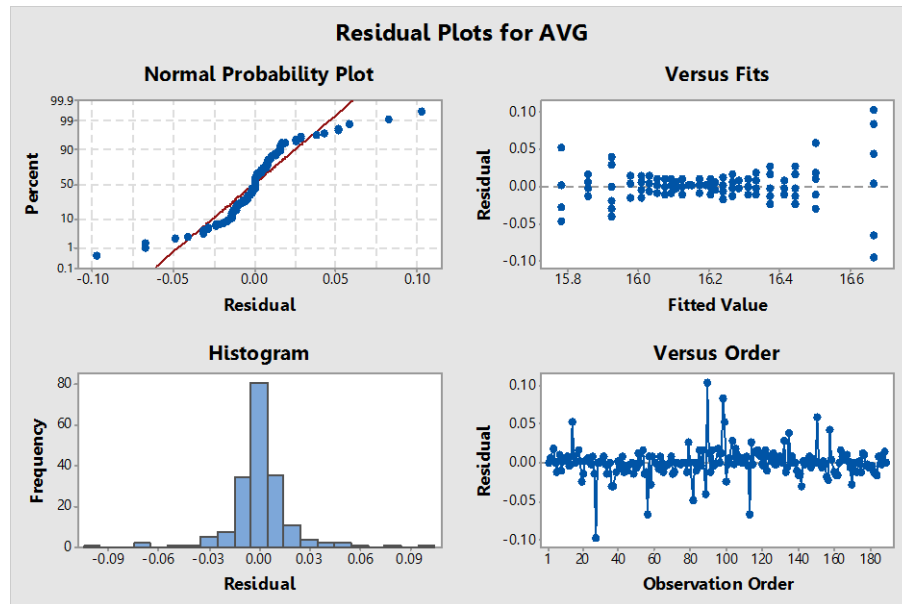 Residual Plots for AVG
Normal Probability Plot
99.9
99
90
50
10
1
0.1
Percent
-0.10 -0.05 0.00 0.05 0.10
Residual
Versus Fits
0.10
0.05
0.00
-0.05
-0.10
Residual
15.8 16.0 16.2 16.4 16.6
Fitted Value
Histogram
80
60
40
20
0
Frequency
-0.09 -0.06 -0.03 0.00 0.03 0.06 0.09
Residual
Versus Order
0.10
0.05
0.00
-0.05
-0.10
Residual
1 20 40 60 80 100 120 140 160 180
Observation Order